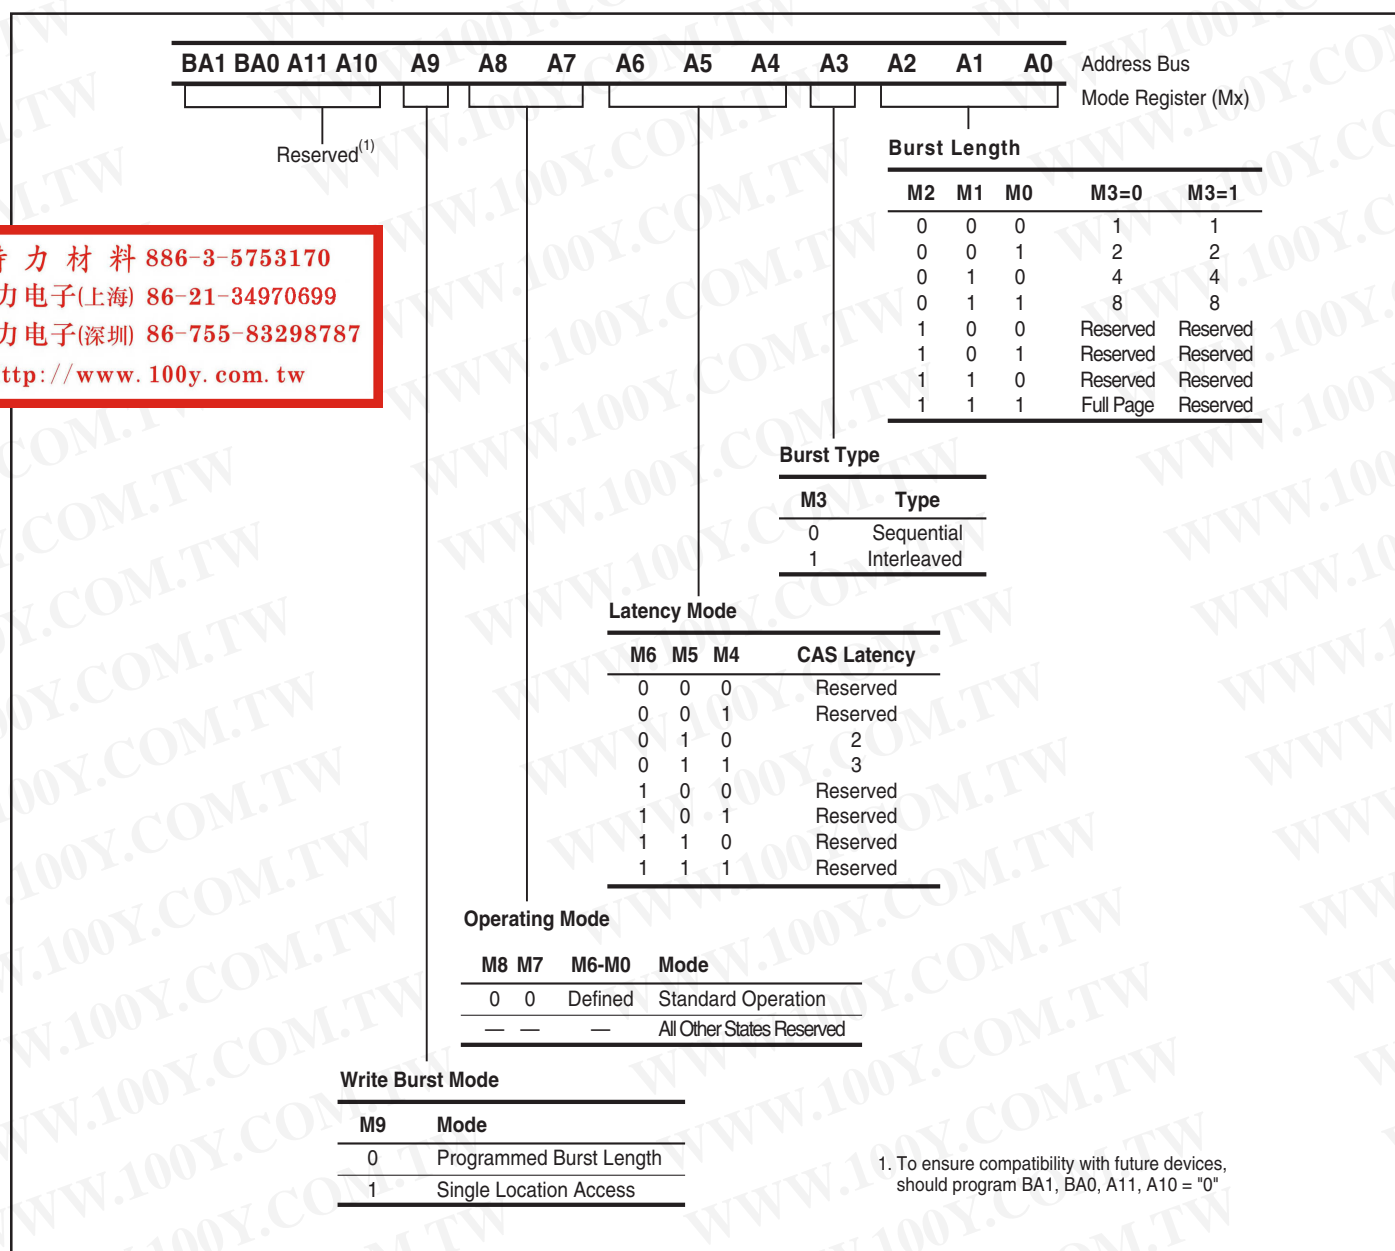 BA1 BA0 A11 A10 A9 A8 A7 A6 A5 A4 A3 A2 A1 A0 Address Bus
Mode Register (Mx)
Reserved(1)
Burst Length
M2 M1 M0 M3=0 M3=1
0 0 0 1 1
0 0 1 2 2
0 1 0 4 4
0 1 1 8 8
1 0 0 Reserved Reserved
1 0 1 Reserved Reserved
1 1 0 Reserved Reserved
1 1 1 Full Page Reserved
力 材 料 886-3-5753170
力电子(上海) 86-21-34970699
力电子(深圳) 86-755-83298787
ttp://www.100y.com.tw
Burst Type
M3 Type
0 Sequential
1 Interleaved
Latency Mode
M6 M5 M4 CAS Latency
0 0 0 Reserved
0 0 1 Reserved
0 1 0 2
0 1 1 3
1 0 0 Reserved
1 0 1 Reserved
1 1 0 Reserved
1 1 1 Reserved
Operating Mode
M8 M7 M6-M0 Mode
0 0 Defined Standard Operation
— — — All Other States Reserved
Write Burst Mode
M9 Mode
0 Programmed Burst Length
1 Single Location Access
1. To ensure compatibility with future devices,
should program BA1, BA0, A11, A10 = "0"
WWW.100Y.COM.TW